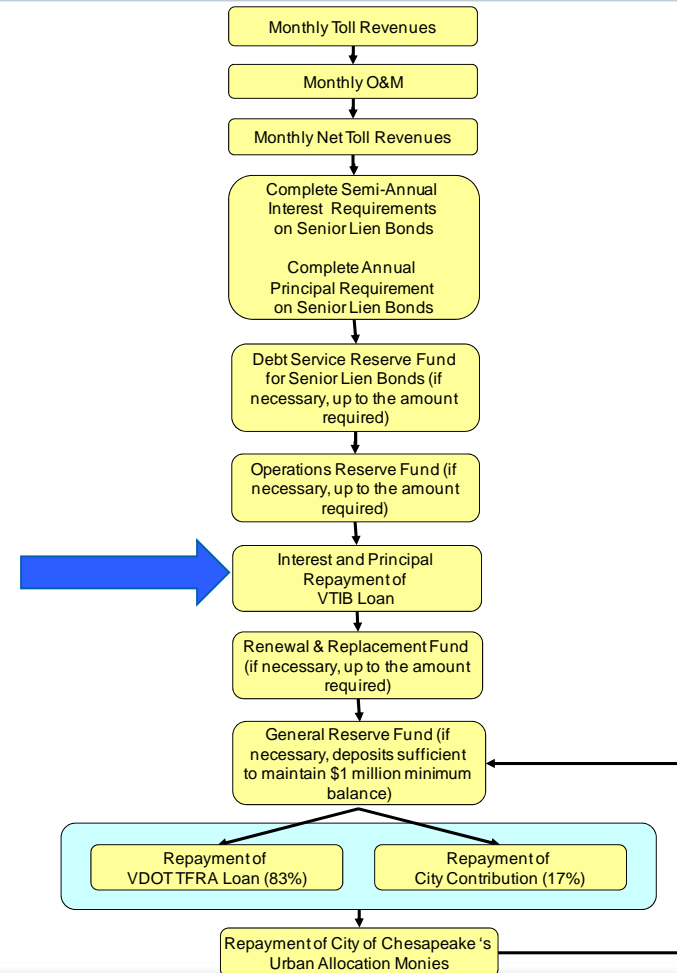 Monthly Toll Revenues
Monthly O&M
Monthly Net Toll Revenues
Complete Semi-Annual
Interest Requirements
on Senior Lien Bonds
Complete Annual
Principal Requirement
on Senior Lien Bonds
Debt Service Reserve Fund
for Senior Lien Bonds (if
necessary, up to the amount
required)
Operations Reserve Fund (if
necessary, up to the amount
required)
Interest and Principal
Repayment of
VTIB Loan
Renewal & Replacement Fund
(if necessary, up to the amount
required)
General Reserve Fund (if
necessary, deposits sufficient
to maintain $1 million minimum
balance)
Repayment of
VDOT TFRA Loan (83%)
Repayment of
City Contribution (17%)
Repayment of City of Chesapeake ‘s
Urban Allocation Monies